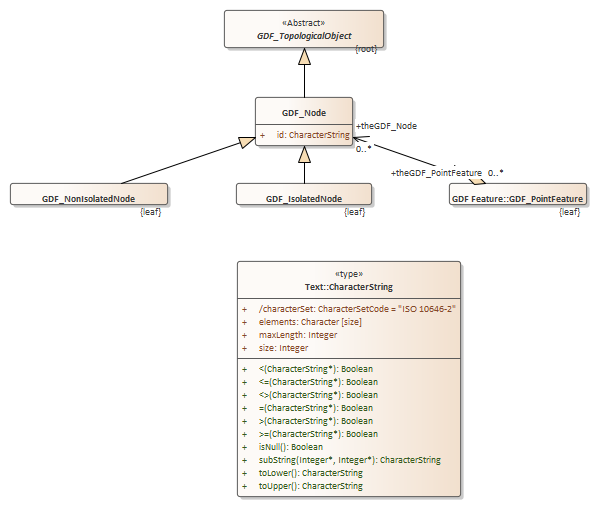 «Abstract»
GDF_TopologicalObject
{root}
GDF_Node
+ id: CharacterString
+theGDF_Node
0..*
+theGDF_PointFeature 0..*
GDF_NonIsolatedNode
{leaf}
GDF_IsolatedNode
{leaf}
GDF Feature::GDF_PointFeature
{leaf}
«type»
Text::CharacterString
+ /characterSet: CharacterSetCode = "ISO 10646-2"
+ elements: Character [size]
+ maxLength: Integer
+ size: Integer
+ <(CharacterString*): Boolean
+ <=(CharacterString*): Boolean
+ <>(CharacterString*): Boolean
+ =(CharacterString*): Boolean
+ >(CharacterString*): Boolean
+ >=(CharacterString*): Boolean
+ isNull(): Boolean
+ subString(Integer*, Integer*): CharacterString
+ toLower(): CharacterString
+ toUpper(): CharacterString